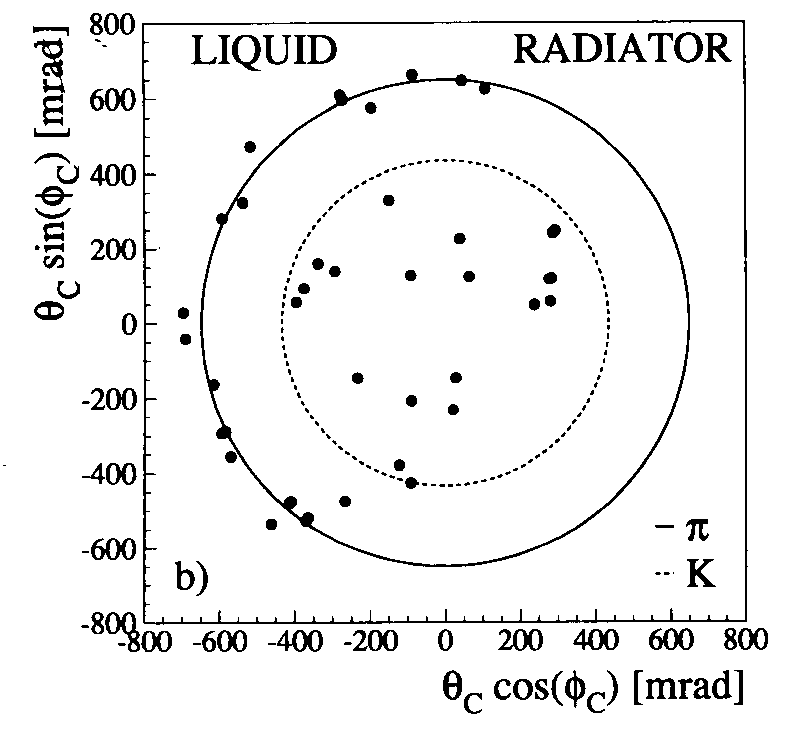 LIQUID RADIATOR
800
600
400
200
0
-200
-400
-600
-800
θC sin(ϕC) [mrad]
– π
--- K
b)
-800 -600 -400 -200 0 200 400 600 800
θC cos(ϕC) [mrad]